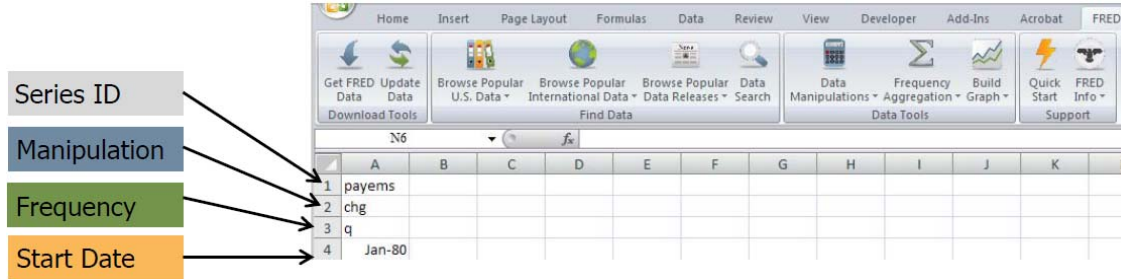 Home Insert Page Layout Formulas Data Review View Developer Add-Ins Acrobat FRED
Get FRED Data
Update Data
Browse Popular U.S. Data
Browse Popular International Data
Browse Popular Data Releases
Data Search
Data Manipulations
Frequency Aggregation
Build Graph
Quick Start
FRED Info
Download Tools Find Data Data Tools Support
N6 fx
A B C D E F G H I J K
Series ID
1 payems
Manipulation
2 chg
Frequency
3 q
Start Date
4 Jan-80